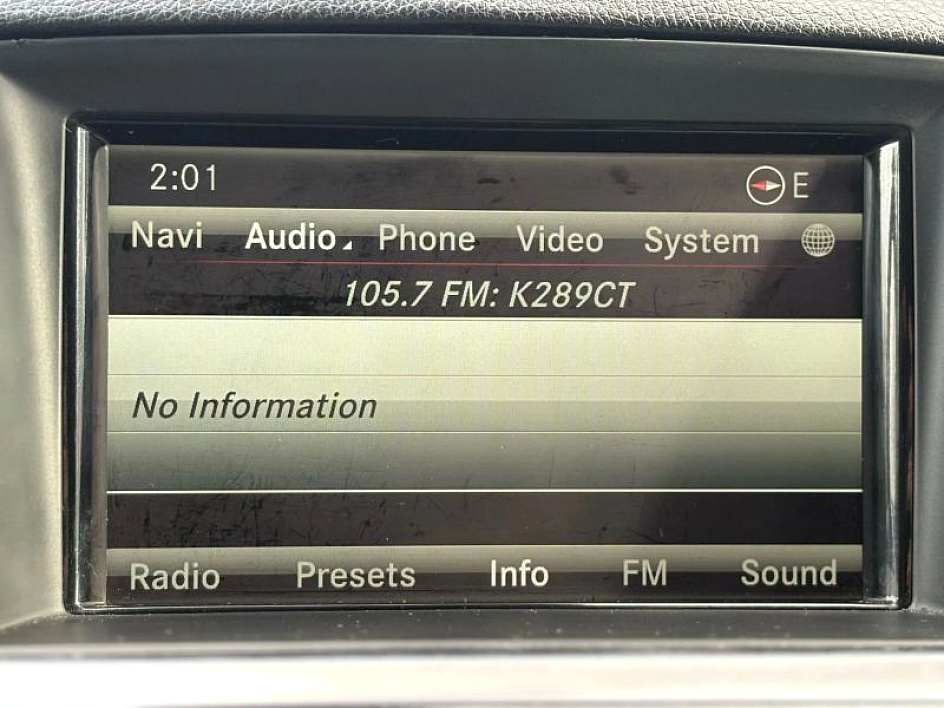 2:01 E
Navi Audio Phone Video System
105.7 FM: K289CT
No Information
Radio Presets Info FM Sound